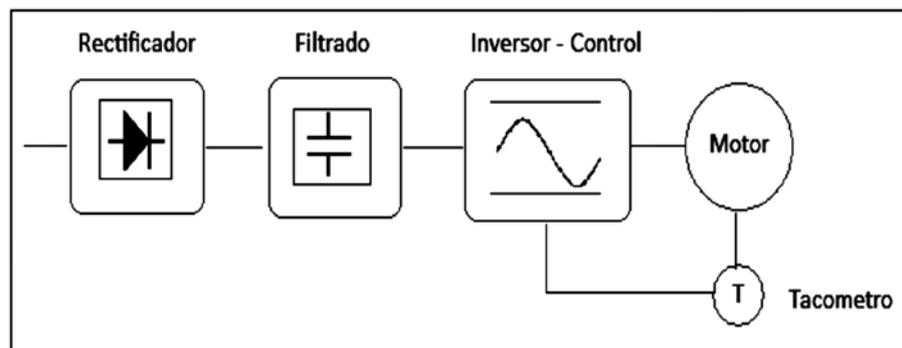 Rectificador
Filtrado
Inversor - Control
Motor
T
Tacometro